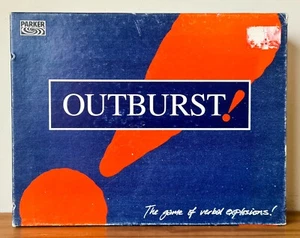 PARKER
OUTBURST!
The game of verbal explosions!